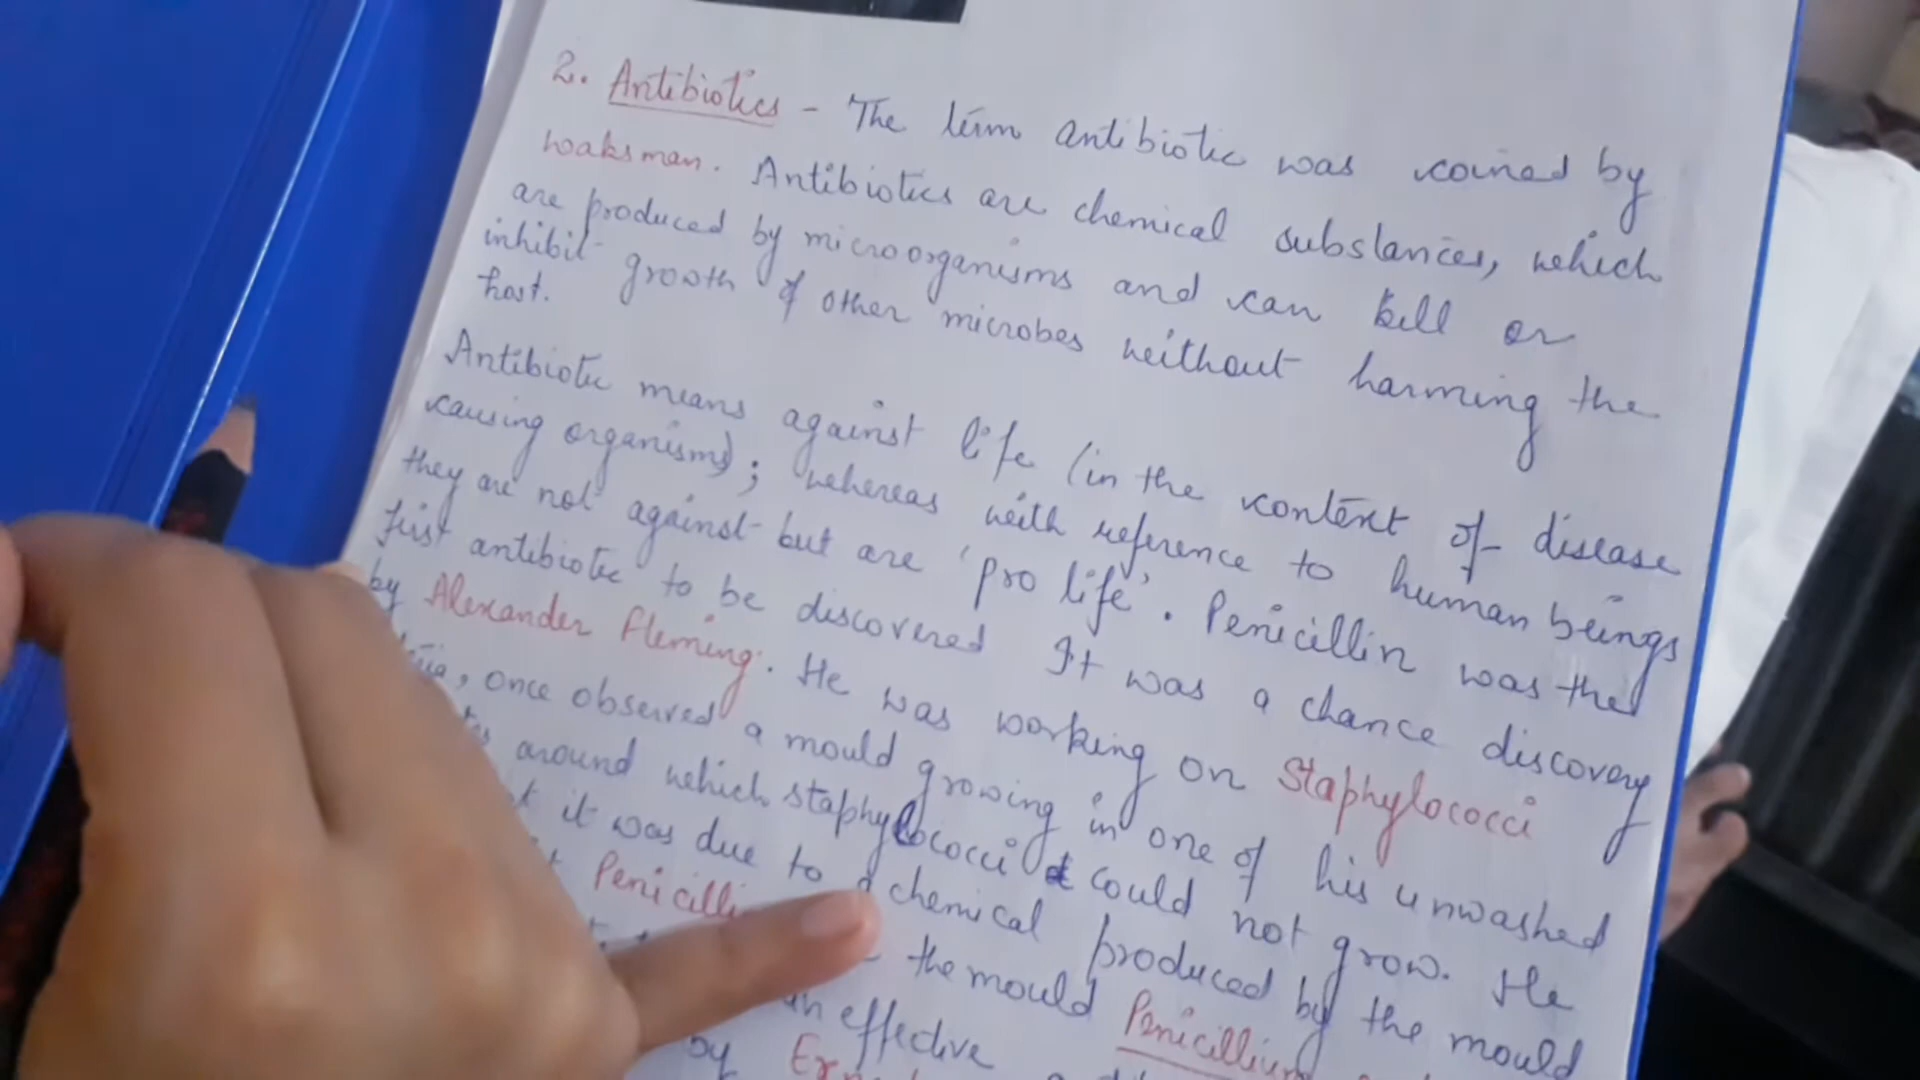 2. Antibiotics - The term antibiotic was coined by
Waksman. Antibiotics are chemical substances, which
are produced by microorganisms and can kill or
inhibit growth of other microbes without harming the
host.
Antibiotic means against life (in the context of disease
causing organisms); whereas with reference to human beings
they are not against but are 'pro life'. Penicillin was the
first antibiotic to be discovered It was a chance discovery
by Alexander Fleming. He was working on Staphylococci
once observed a mould growing in one of his unwashed
around which staphylococci could not grow. He
it was due to a chemical produced by the mould
the mould Penicillium
an effective
by